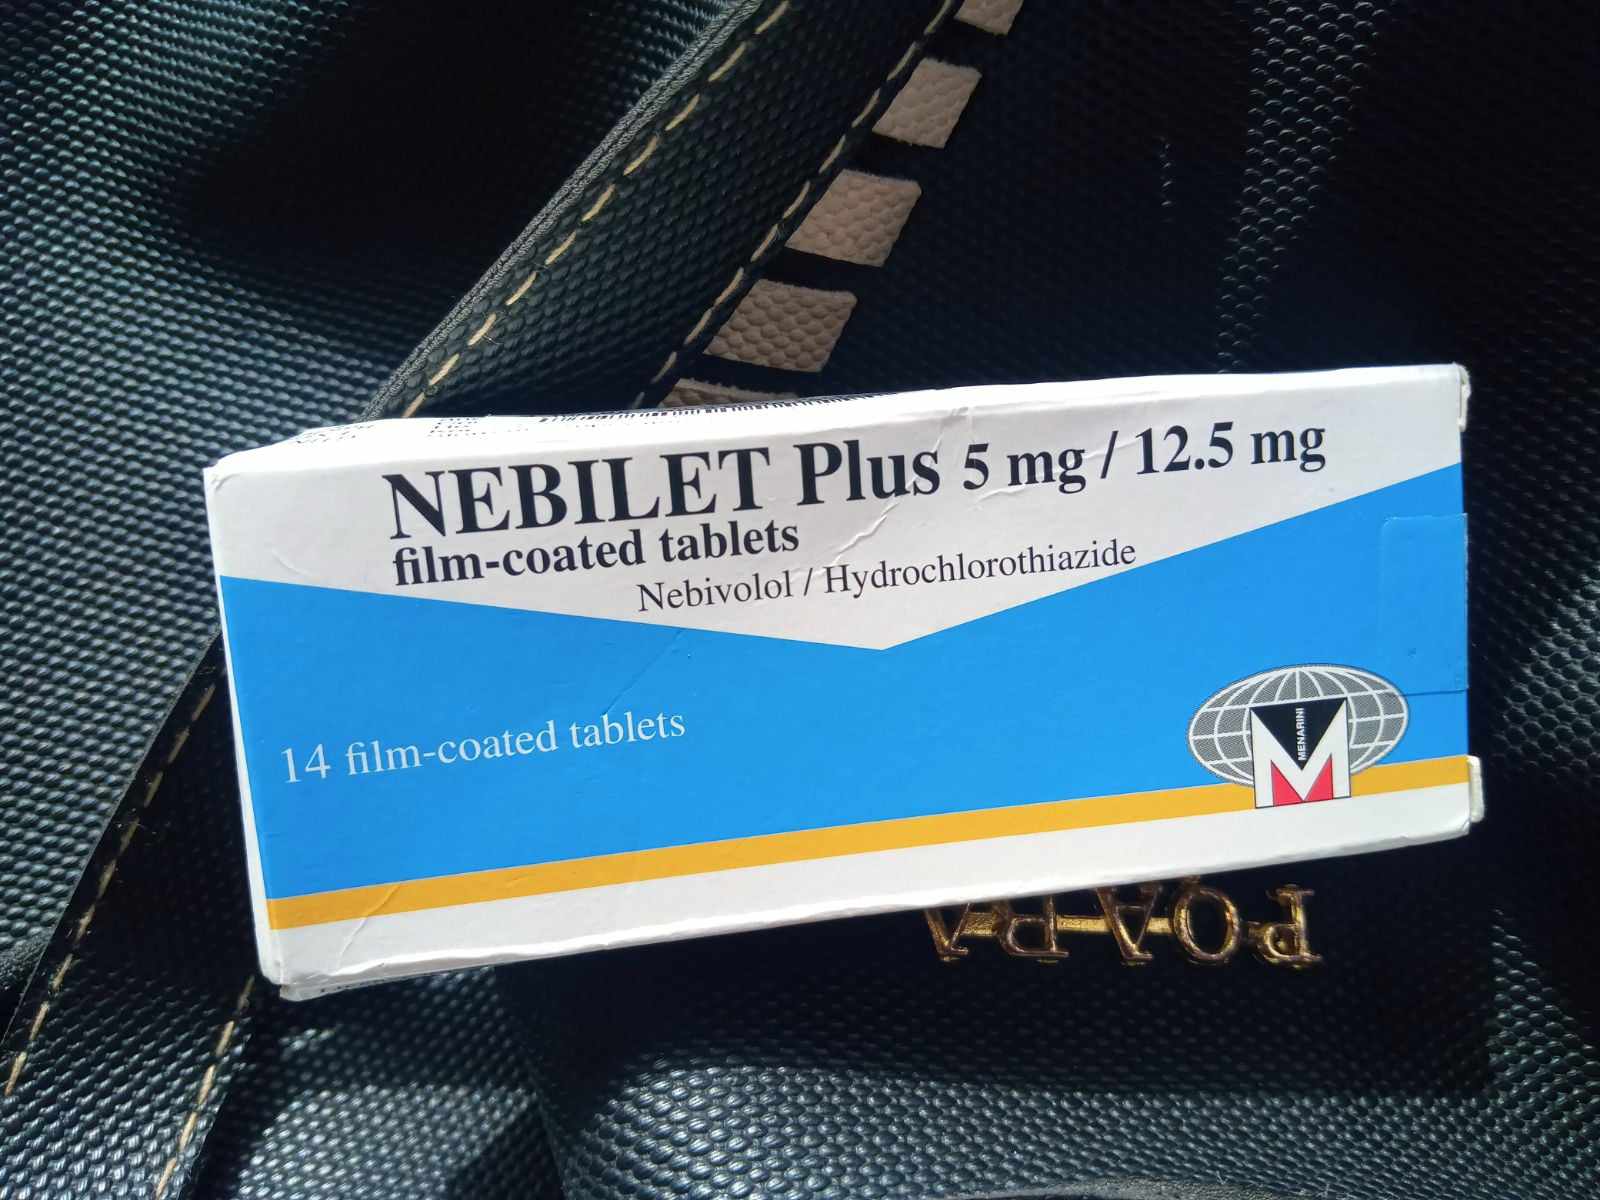 NEBILET Plus 5 mg / 12.5 mg
film-coated tablets
Nebivolol / Hydrochlorothiazide
14 film-coated tablets
MENARINI